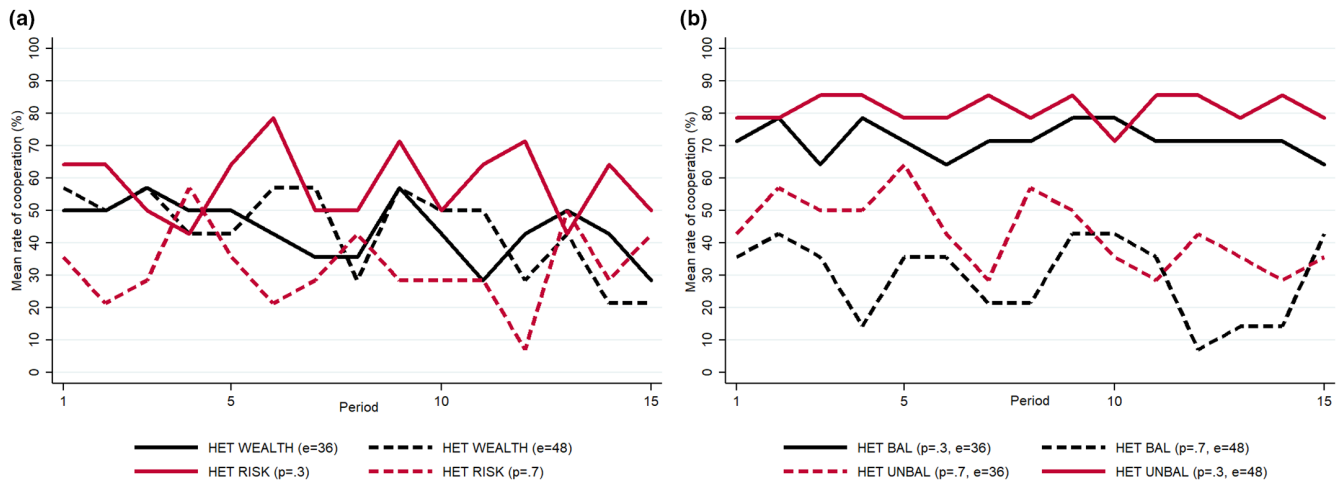 (a)
Mean rate of cooperation (%)
100
90
80
70
60
50
40
30
20
10
0
1
5
10
15
Period
HET WEALTH (e=36)
HET WEALTH (e=48)
HET RISK (p=.3)
HET RISK (p=.7)
(b)
Mean rate of cooperation (%)
100
90
80
70
60
50
40
30
20
10
0
1
5
10
15
Period
HET BAL (p=.3, e=36)
HET BAL (p=.7, e=48)
HET UNBAL (p=.7, e=36)
HET UNBAL (p=.3, e=48)